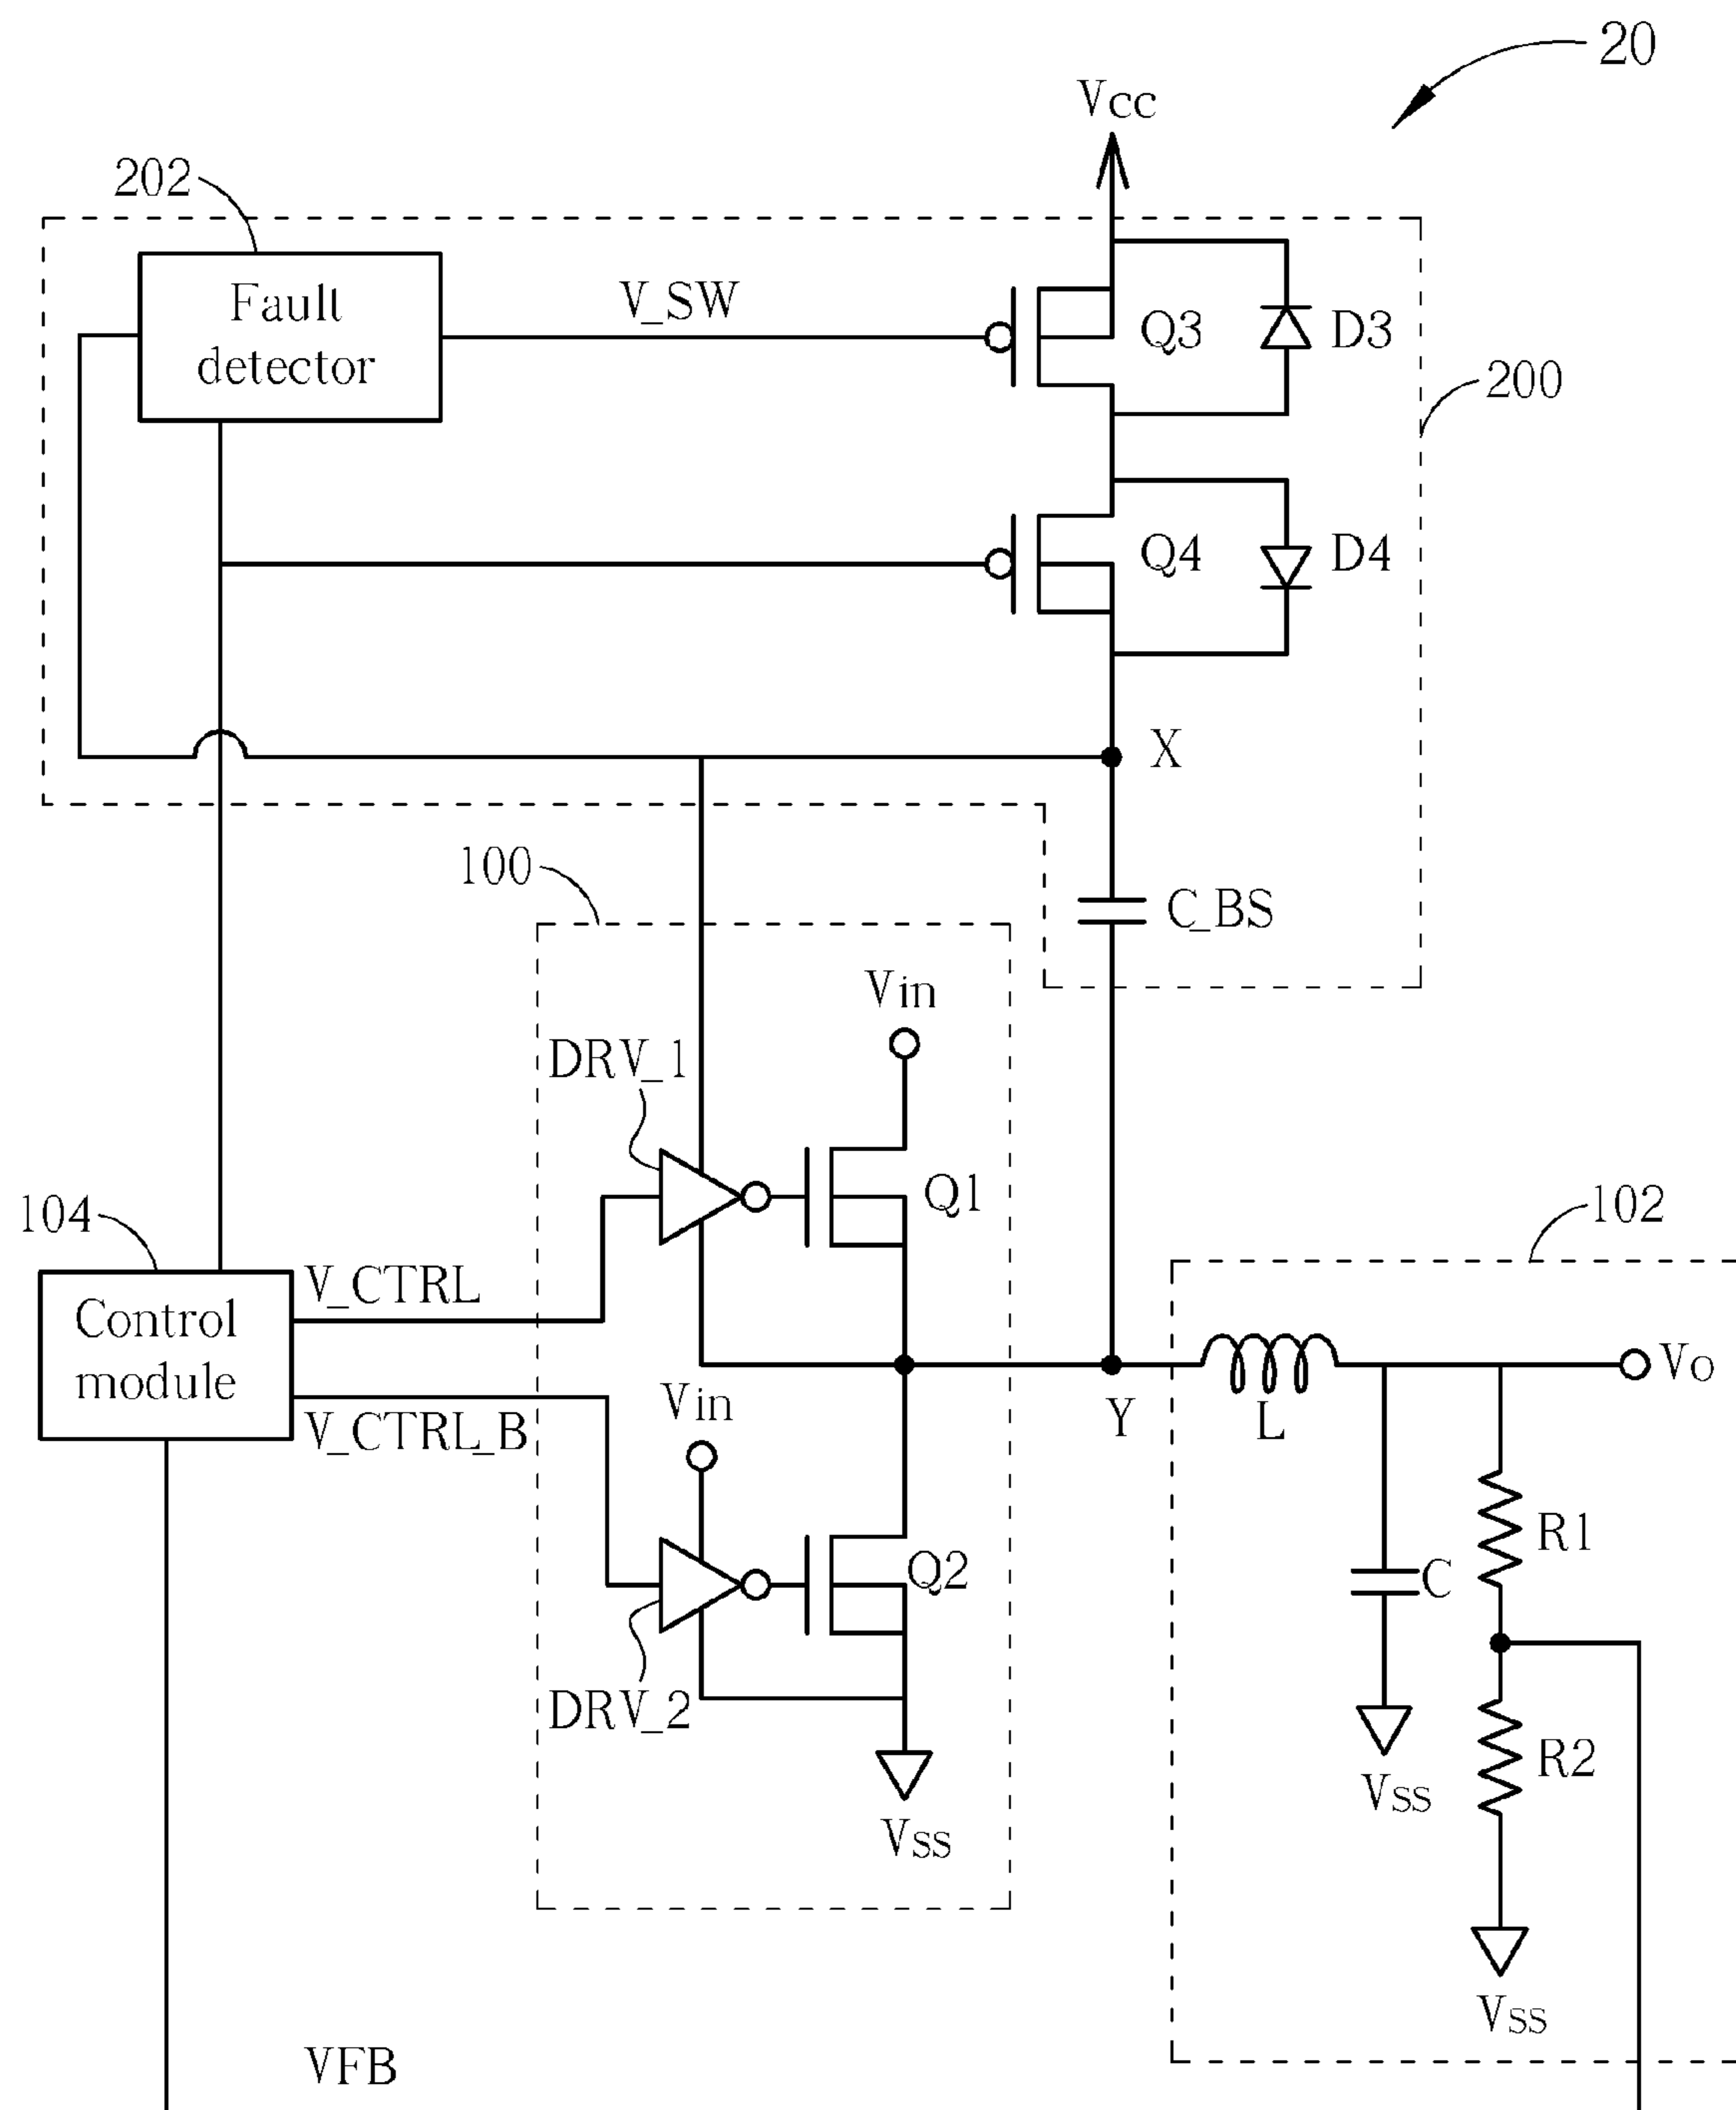 20
Vcc
202
Fault
detector
V_SW
Q3
D3
200
Q4
D4
X
100
C_BS
Vin
DRV_1
Q1
104
102
Control
module
V_CTRL
V_CTRL_B
Vin
Y
L
Vo
R1
Q2
C
DRV_2
R2
Vss
Vss
Vss
VFB